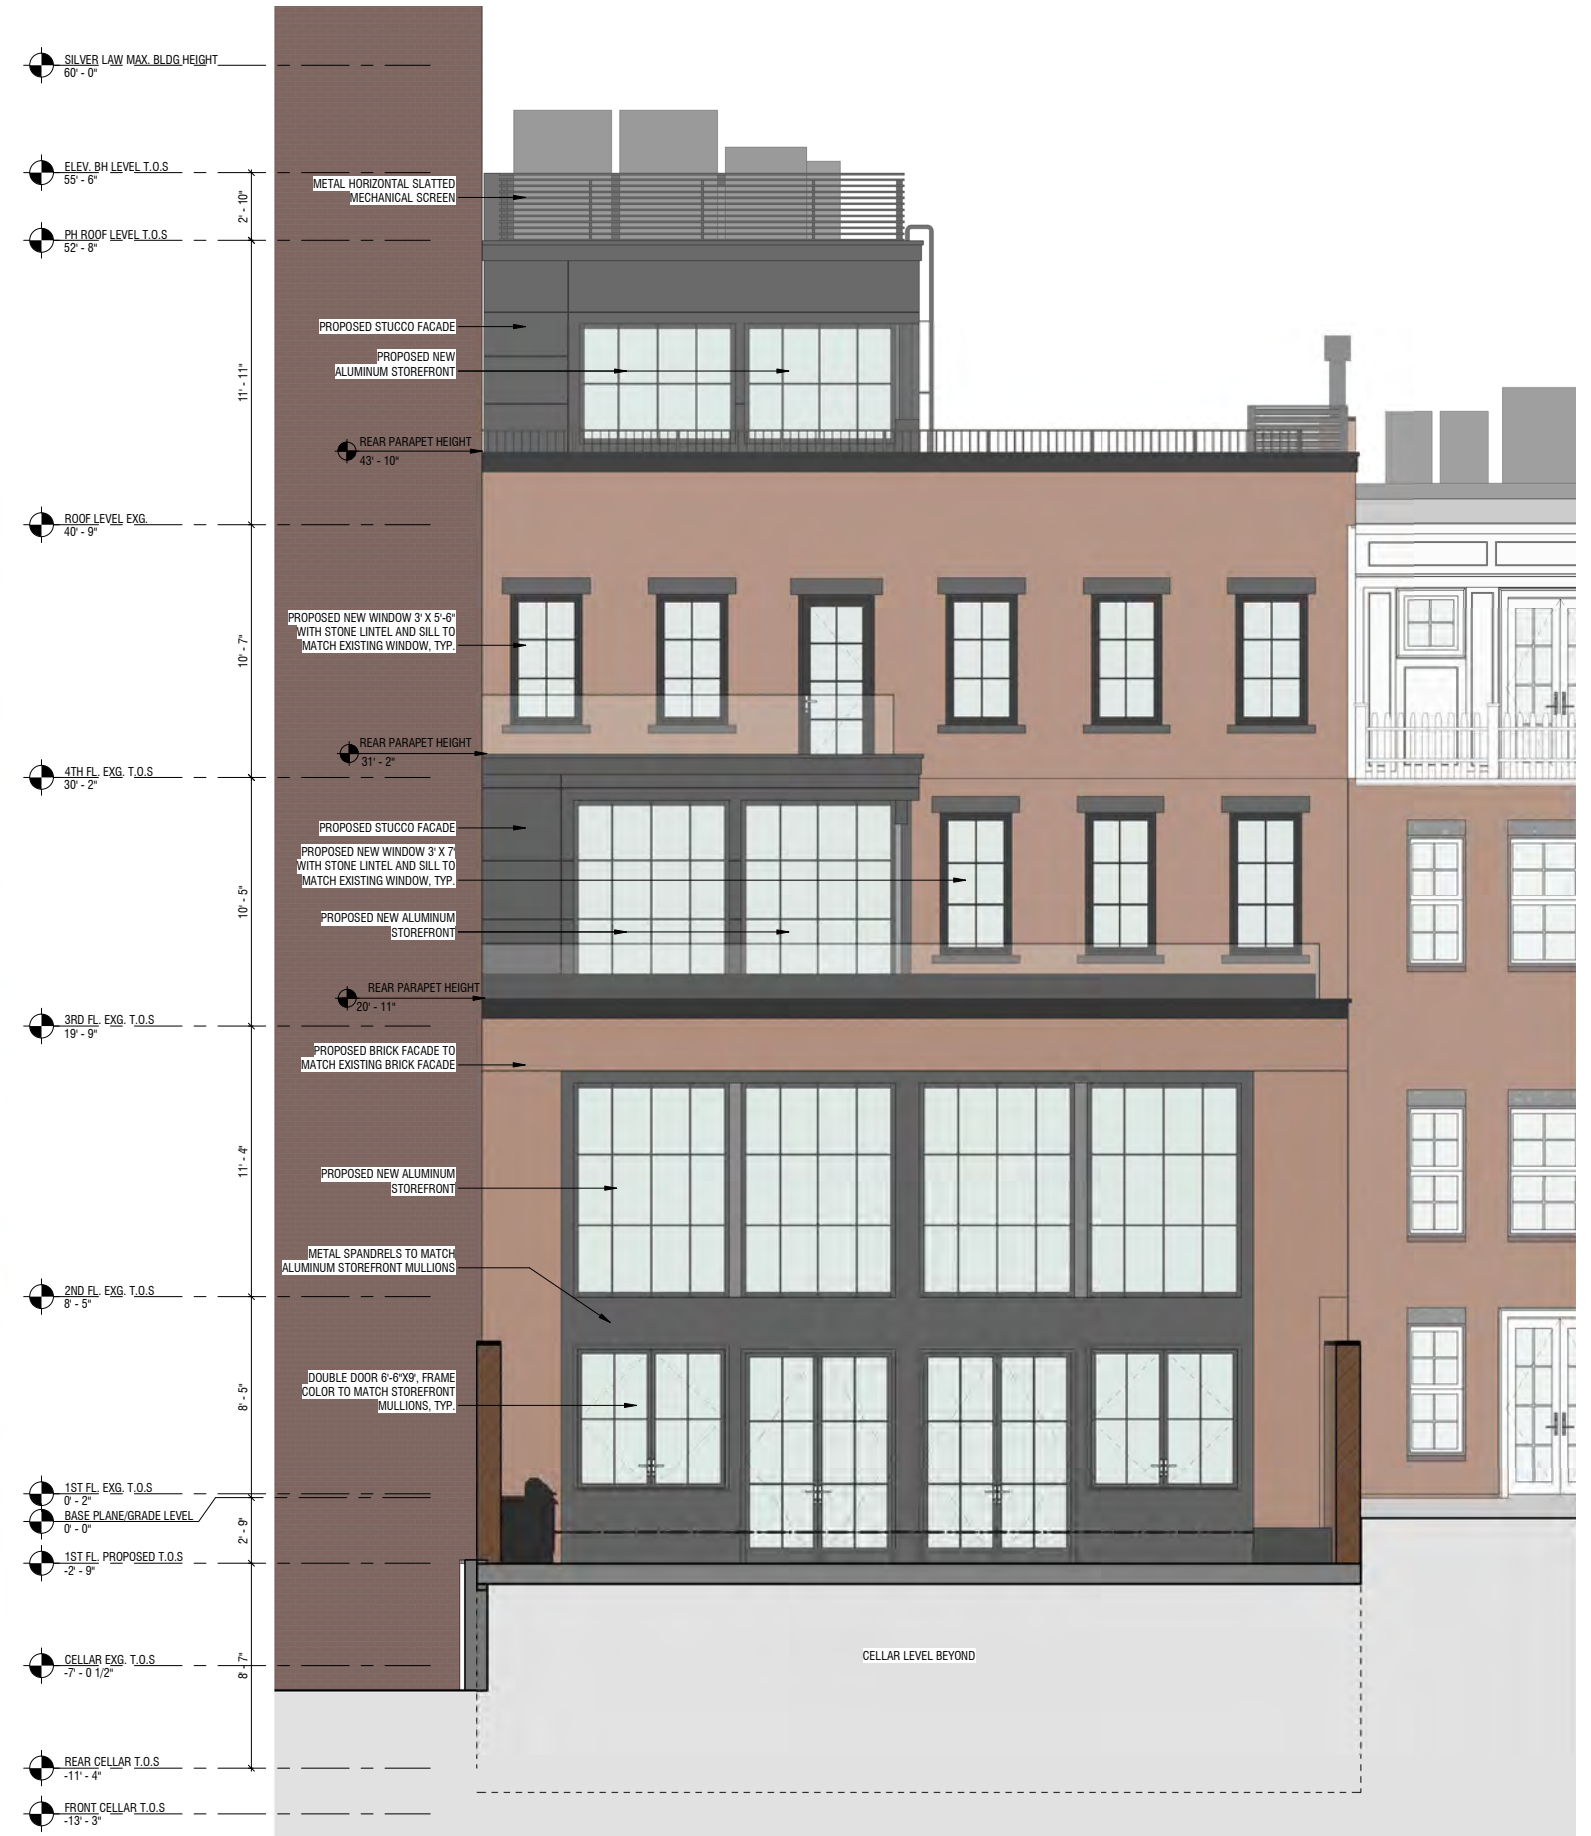 SILVER LAW MAX. BLDG HEIGHT
60' - 0"
ELEV. BH LEVEL T.O.S
55' - 6"
2' - 10"
METAL HORIZONTAL SLATTED
MECHANICAL SCREEN
PH ROOF LEVEL T.O.S
52' - 8"
11' - 11"
PROPOSED STUCCO FACADE
PROPOSED NEW
ALUMINUM STOREFRONT
REAR PARAPET HEIGHT
43' - 10"
ROOF LEVEL EXG.
40' - 9"
10' - 7"
PROPOSED NEW WINDOW 3' X 5'-6"
WITH STONE LINTEL AND SILL TO
MATCH EXISTING WINDOW, TYP.
REAR PARAPET HEIGHT
31' - 2"
4TH FL. EXG. T.O.S
30' - 2"
10' - 5"
PROPOSED STUCCO FACADE
PROPOSED NEW WINDOW 3' X 7'
WITH STONE LINTEL AND SILL TO
MATCH EXISTING WINDOW, TYP.
PROPOSED NEW ALUMINUM
STOREFRONT
REAR PARAPET HEIGHT
20' - 11"
3RD FL. EXG. T.O.S
19' - 9"
11' - 4"
PROPOSED BRICK FACADE TO
MATCH EXISTING BRICK FACADE
PROPOSED NEW ALUMINUM
STOREFRONT
METAL SPANDRELS TO MATCH
ALUMINUM STOREFRONT MULLIONS
2ND FL. EXG. T.O.S
8' - 5"
8' - 5"
DOUBLE DOOR 6'-6"X9', FRAME
COLOR TO MATCH STOREFRONT
MULLIONS, TYP.
1ST FL. EXG. T.O.S
0' - 2"
BASE PLANE/GRADE LEVEL
0' - 0"
2' - 9"
1ST FL. PROPOSED T.O.S
-2' - 9"
CELLAR LEVEL BEYOND
CELLAR EXG. T.O.S
-7' - 0 1/2"
8' - 7"
REAR CELLAR T.O.S
-11' - 4"
FRONT CELLAR T.O.S
-13' - 3"